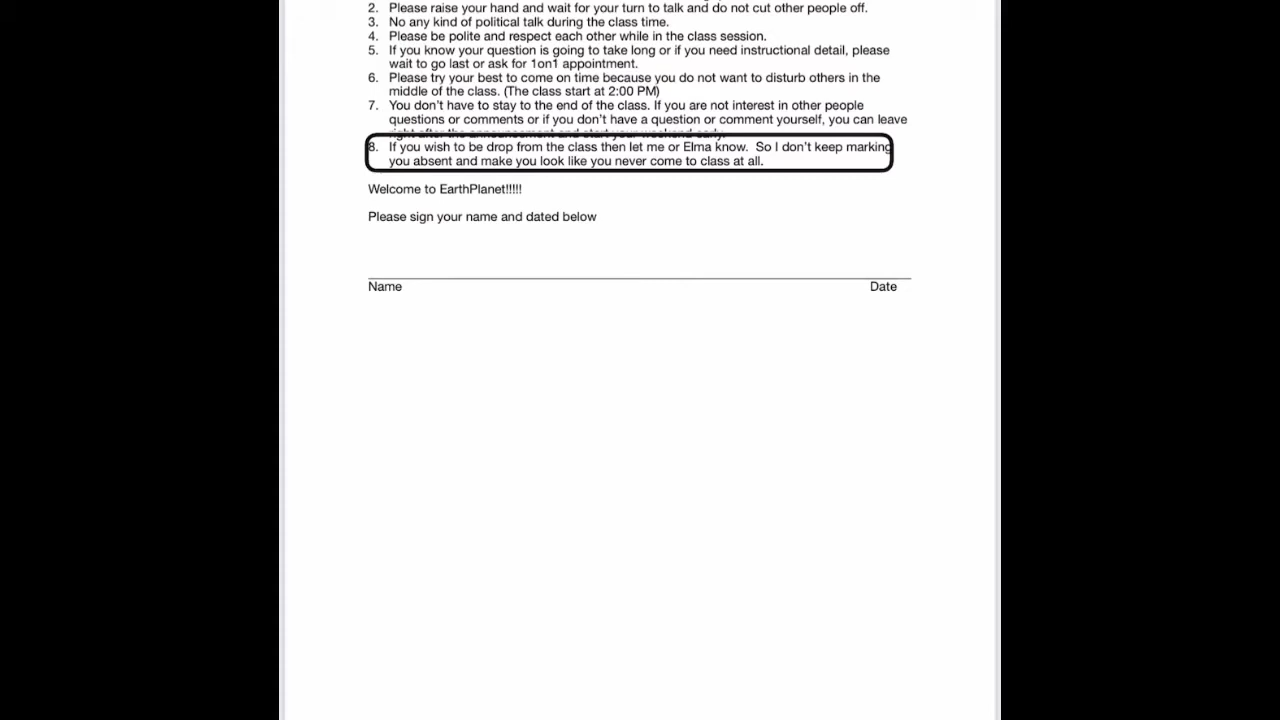 2. Please raise your hand and wait for your turn to talk and do not cut other people off.
3. No any kind of political talk during the class time.
4. Please be polite and respect each other while in the class session.
5. If you know your question is going to take long or if you need instructional detail, please
wait to go last or ask for 1on1 appointment.
6. Please try your best to come on time because you do not want to disturb others in the
middle of the class. (The class start at 2:00 PM)
7. You don't have to stay to the end of the class. If you are not interest in other people
questions or comments or if you don't have a question or comment yourself, you can leave
right after the announcement and start your weekend early.
8. If you wish to be drop from the class then let me or Elma know.  So I don't keep marking
you absent and make you look like you never come to class at all.
Welcome to EarthPlanet!!!!!
Please sign your name and dated below
Name Date